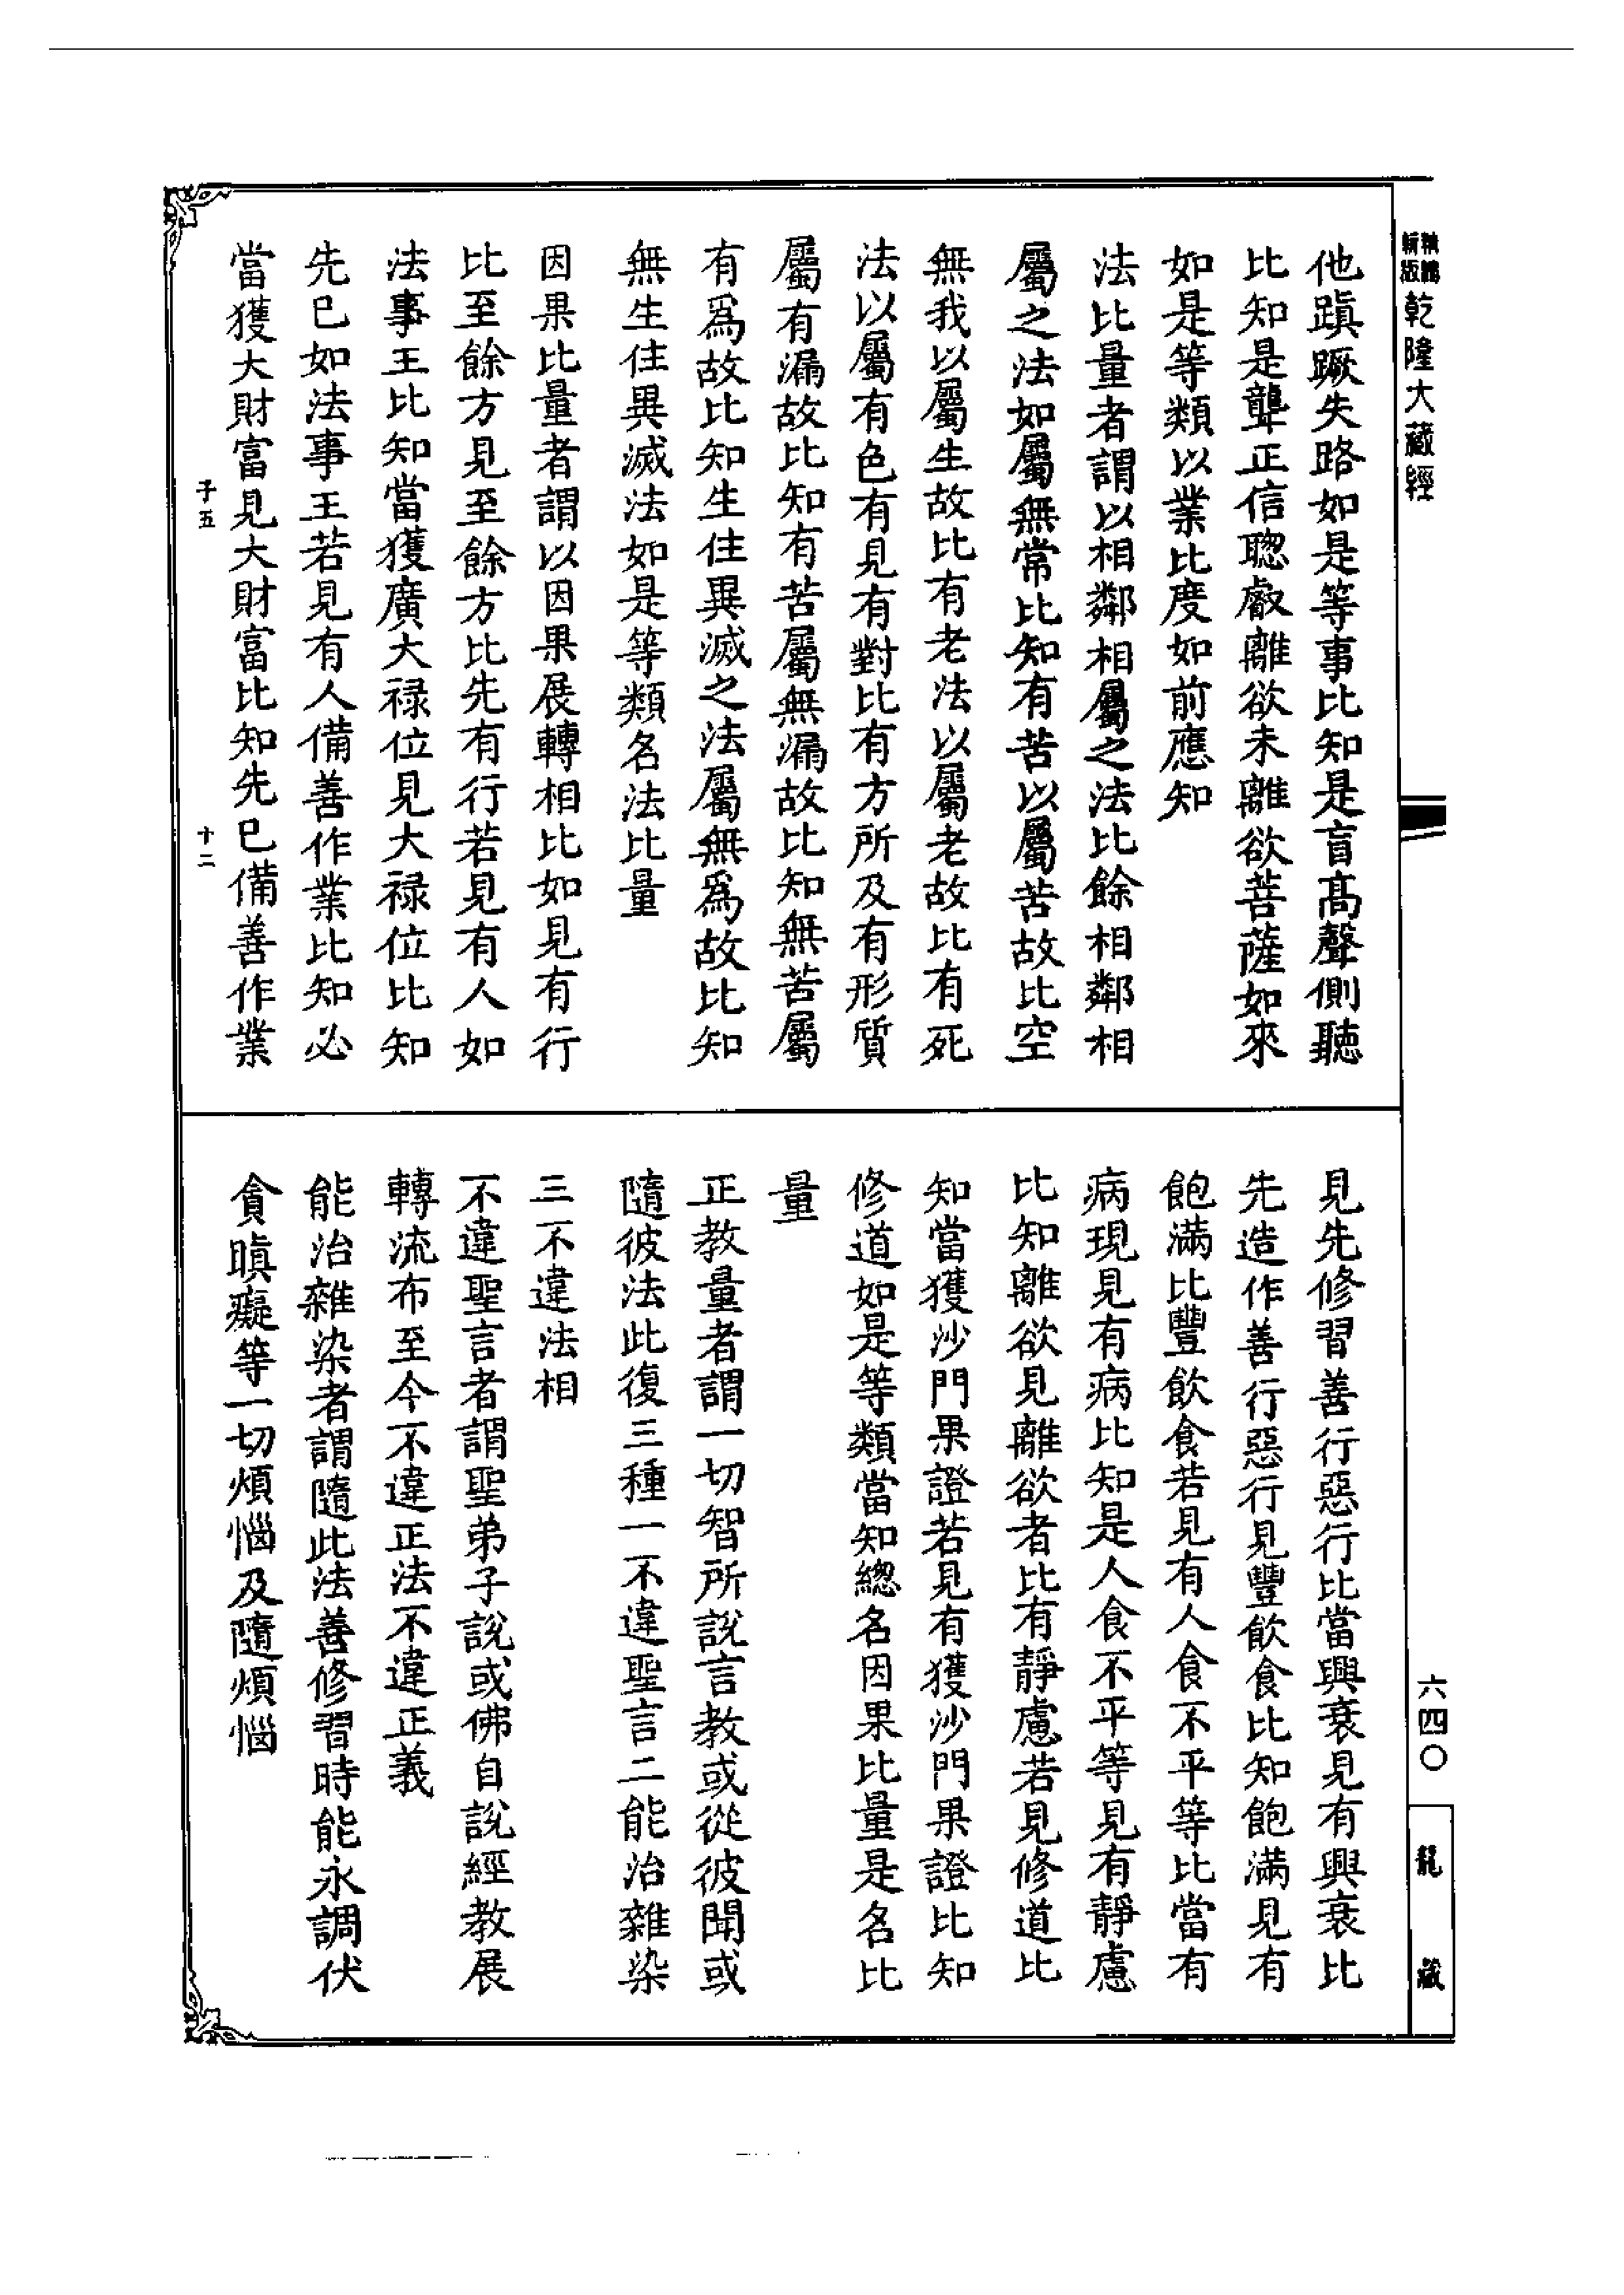 乾隆大藏經
他蹎蹶失路如是等事比知是盲高聲側聽
比知是聾正信聰叡離欲未離欲菩薩如來
如是等類以業比度如前應知
法比量者謂以相鄰相屬之法比餘相鄰相
屬之法如屬無常比知有苦以屬苦故比空
無我以屬生故比有老法以屬老故比有死
法以屬有色有見有對比有方所及有形質
屬有漏故比知有苦屬無漏故比知無苦屬
有爲故比知生住異滅之法屬無爲故比知
無生住異滅法如是等類名法比量
因果比量者謂以因果展轉相比如見有行
比至餘方見至餘方比先有行若見有人如
法事王比知當獲廣大祿位見大祿位比知
先已如法事王若見有人備善作業比知必
當獲大財富見大財富比知先已備善作業
子五
十二
見先修習善行惡行比當興衰見有興衰比
先造作善行惡行見豐飲食比知飽滿見有
飽滿比豐飲食若見有人食不平等比當有
病現見有病比知是人食不平等見有靜慮
比知離欲見離欲者比有靜慮若見修道比
知當獲沙門果證若見有獲沙門果證比知
修道如是等類當知總名因果比量是名比
量
正教量者謂一切智所說言教或從彼聞或
隨彼法此復三種一不違聖言二能治雜染
三不違法相
不違聖言者謂聖弟子說或佛自說經教展
轉流布至今不違正法不違正義
能治雜染者謂隨此法善修習時能永調伏
貪瞋癡等一切煩惱及隨煩惱
六四〇
龍藏